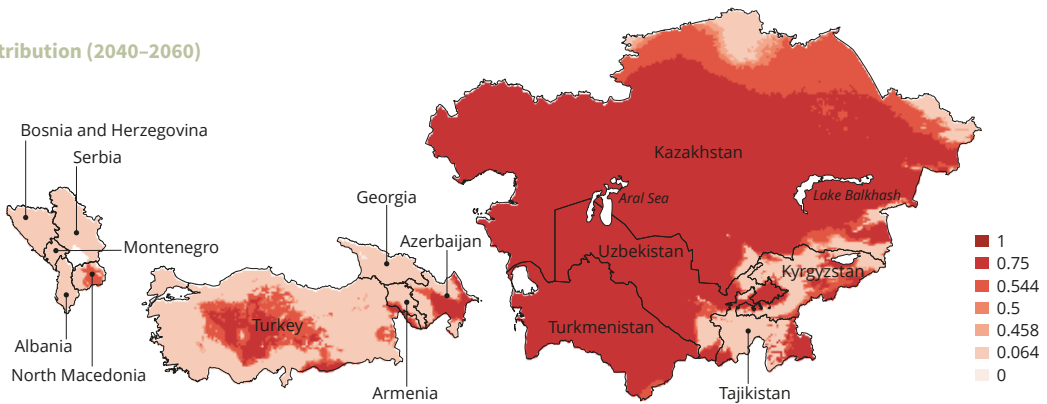 tribution (2040–2060)
Bosnia and Herzegovina
Serbia
Kazakhstan
Georgia
Aral Sea
Lake Balkhash
Azerbaijan
Montenegro
Uzbekistan
Kyrgyzstan
Turkey
Turkmenistan
Albania
North Macedonia
Armenia
Tajikistan
1
0.75
0.544
0.5
0.458
0.064
0